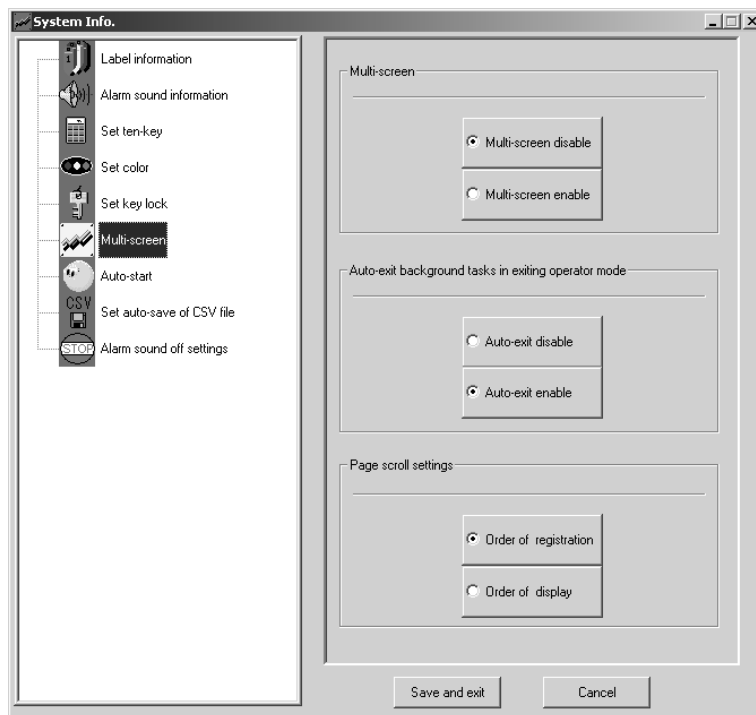 System Info.
Label information
Alarm sound information
Set ten-key
Set color
Set key lock
Multi-screen
Auto-start
CSV
Set auto-save of CSV file
STOP
Alarm sound off settings
Multi-screen
Multi-screen disable
Multi-screen enable
Auto-exit background tasks in exiting operator mode
Auto-exit disable
Auto-exit enable
Page scroll settings
Order of registration
Order of display
Save and exit
Cancel